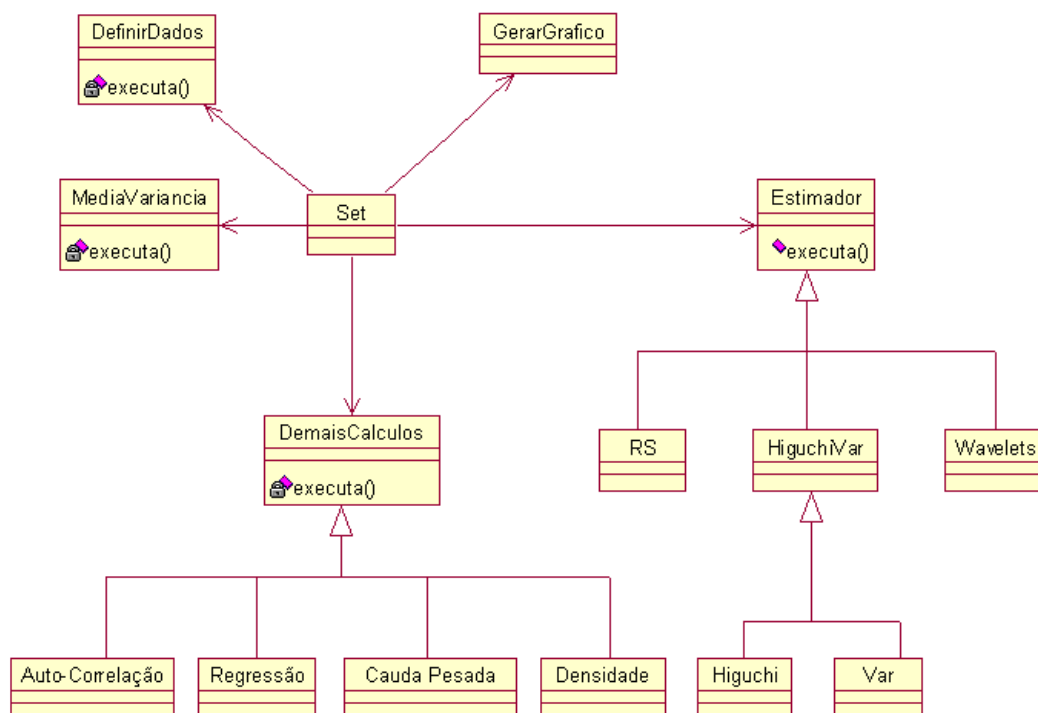 DefinirDados
executa()
GerarGrafico
MediaVariancia
executa()
Set
Estimador
executa()
DemaisCalculos
executa()
RS
HiguchiVar
Wavelets
Auto-Correlação
Regressão
Cauda Pesada
Densidade
Higuchi
Var